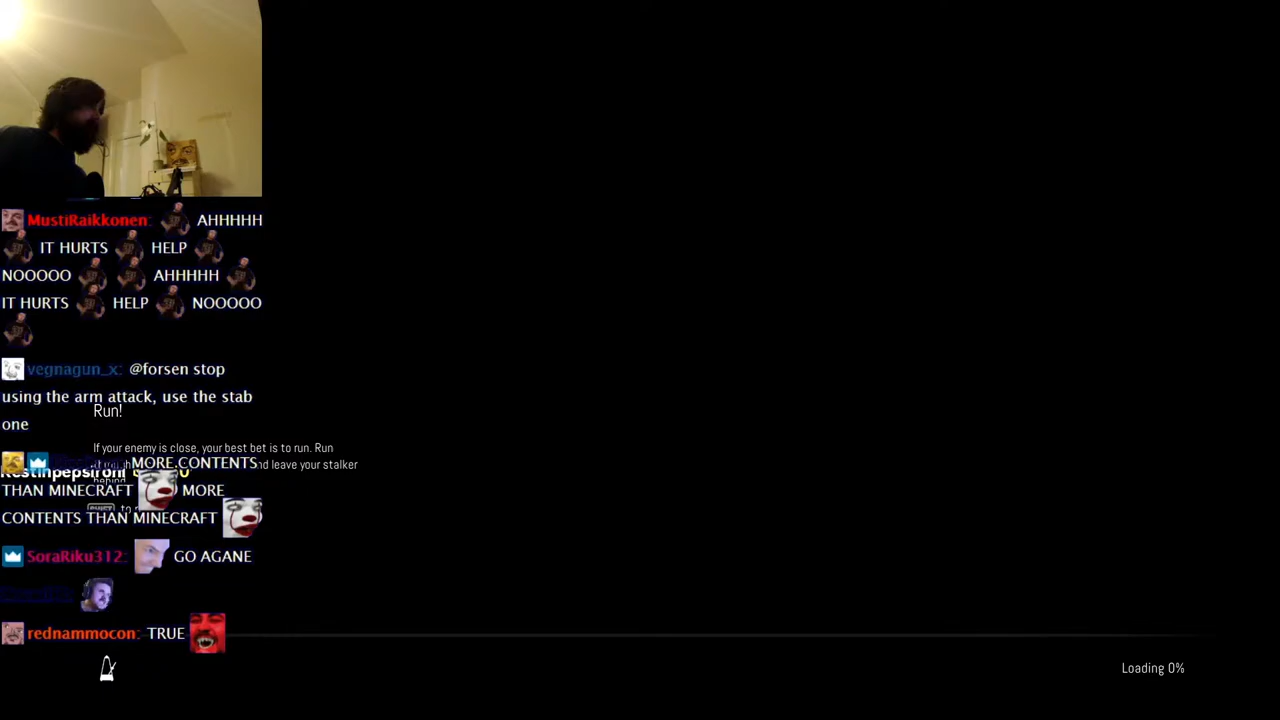 MustiRaikkonen: AHHHHH
IT HURTS HELP
NOOOOO AHHHHH
IT HURTS HELP NOOOOO
vegnagun_x: @forsen stop
using the arm attack, use the stab
one
Run!
If your enemy is close, your best bet is to run. Run
nd leave your stalker
MORE CONTENTS
THAN MINECRAFT MORE
CONTENTS THAN MINECRAFT
SoraRiku312: GO AGANE
rednammocon: TRUE
Loading 0%